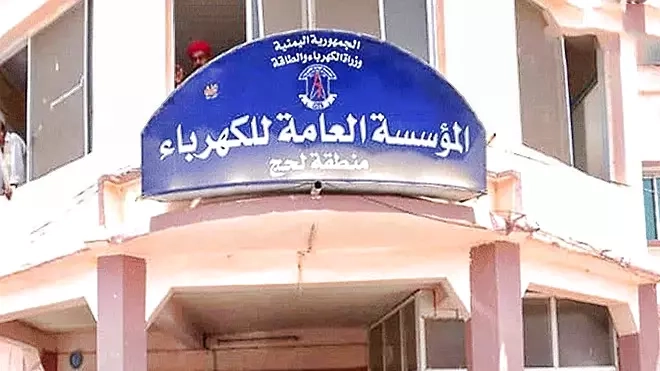 الجمهورية اليمنية
وزارة الكهرباء والطاقة
المؤسسة العامة للكهرباء
منطقة لحج